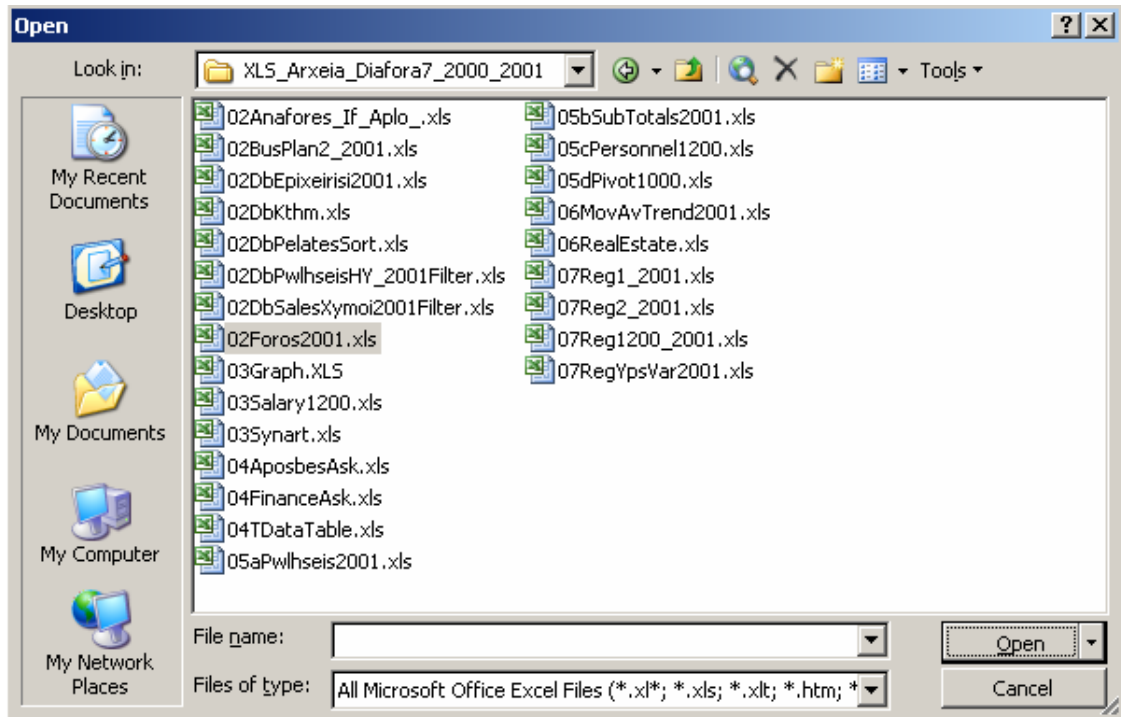 Open
Look in:
XLS_Arxeia_Diafora7_2000_2001
Tools
My Recent
Documents
Desktop
My Documents
My Computer
My Network
Places
02Anafores_If_Aplo_.xls
02BusPlan2_2001.xls
02DbEpixeirisi2001.xls
02DbKthm.xls
02DbPelatesSort.xls
02DbPwlhseisHY_2001Filter.xls
02DbSalesXymoi2001Filter.xls
02Foros2001.xls
03Graph.XLS
03Salary1200.xls
03Synart.xls
04AposbesAsk.xls
04FinanceAsk.xls
04TDataTable.xls
05aPwlhseis2001.xls
05bSubTotals2001.xls
05cPersonnel1200.xls
05dPivot1000.xls
06MovAvTrend2001.xls
06RealEstate.xls
07Reg1_2001.xls
07Reg2_2001.xls
07Reg1200_2001.xls
07RegYpsVar2001.xls
File name:
Open
Files of type:
All Microsoft Office Excel Files (*.xl*; *.xls; *.xlt; *.htm; *
Cancel